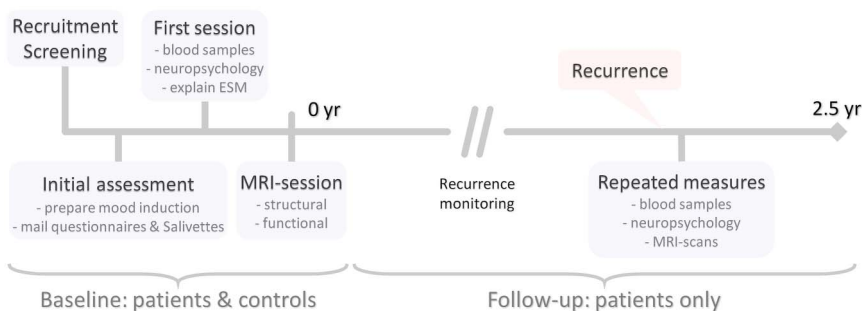 Recruitment
Screening
First session
- blood samples
- neuropsychology
- explain ESM
0 yr
Recurrence
2.5 yr
Initial assessment
- prepare mood induction
- mail questionnaires & Salivettes
MRI-session
- structural
- functional
Recurrence
monitoring
Repeated measures
- blood samples
- neuropsychology
- MRI-scans
Baseline: patients & controls
Follow-up: patients only